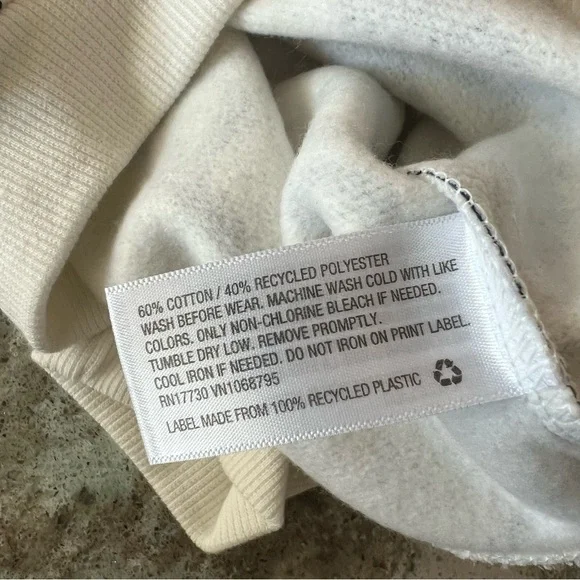 60% COTTON / 40% RECYCLED POLYESTER
WASH BEFORE WEAR. MACHINE WASH COLD WITH LIKE
COLORS. ONLY NON-CHLORINE BLEACH IF NEEDED.
TUMBLE DRY LOW. REMOVE PROMPTLY.
COOL IRON IF NEEDED. DO NOT IRON ON PRINT LABEL.
RN17730 VN1068795
LABEL MADE FROM 100% RECYCLED PLASTIC